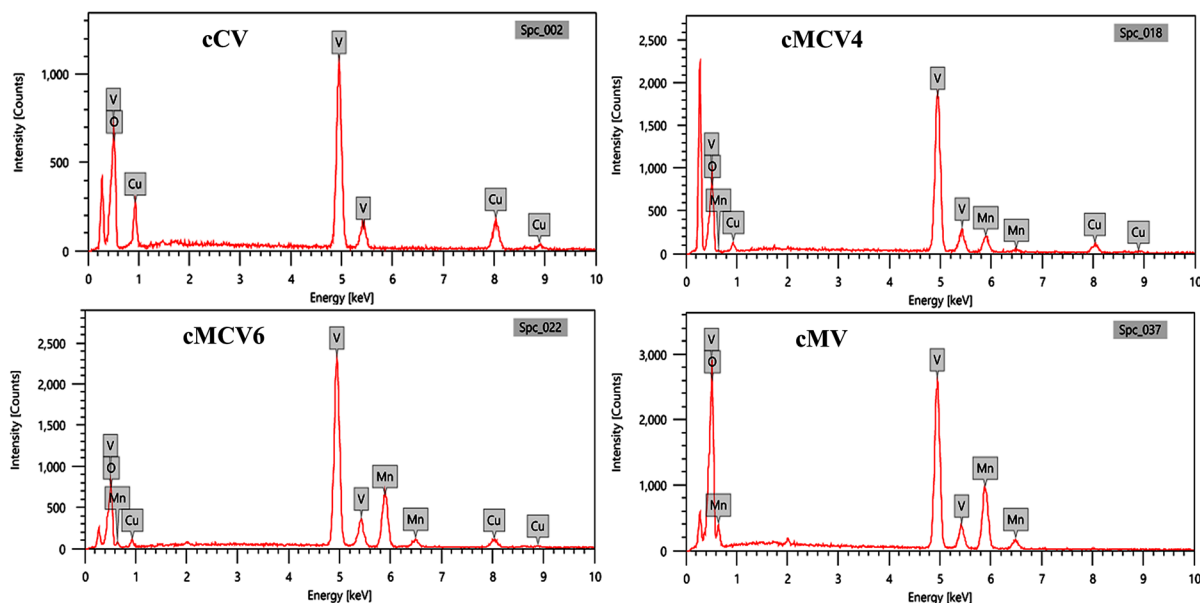 cCV
Spc_002
V
V
O
Cu
V
Cu
Cu
Intensity [Counts]
1,000
500
0
0 1 2 3 4 5 6 7 8 9 10
Energy [keV]
cMCV4
Spc_018
V
V
O
Mn
Cu
V
Mn
Mn
Cu
Cu
Intensity [Counts]
2,500
2,000
1,500
1,000
500
0
0 1 2 3 4 5 6 7 8 9 10
Energy [keV]
cMCV6
Spc_022
V
V
O
Mn
Cu
V
Mn
Mn
Cu
Cu
Intensity [Counts]
2,500
2,000
1,500
1,000
500
0
0 1 2 3 4 5 6 7 8 9 10
Energy [keV]
cMV
Spc_037
V
O
Mn
V
V
Mn
Mn
Intensity [Counts]
3,000
2,000
1,000
0
0 1 2 3 4 5 6 7 8 9 10
Energy [keV]